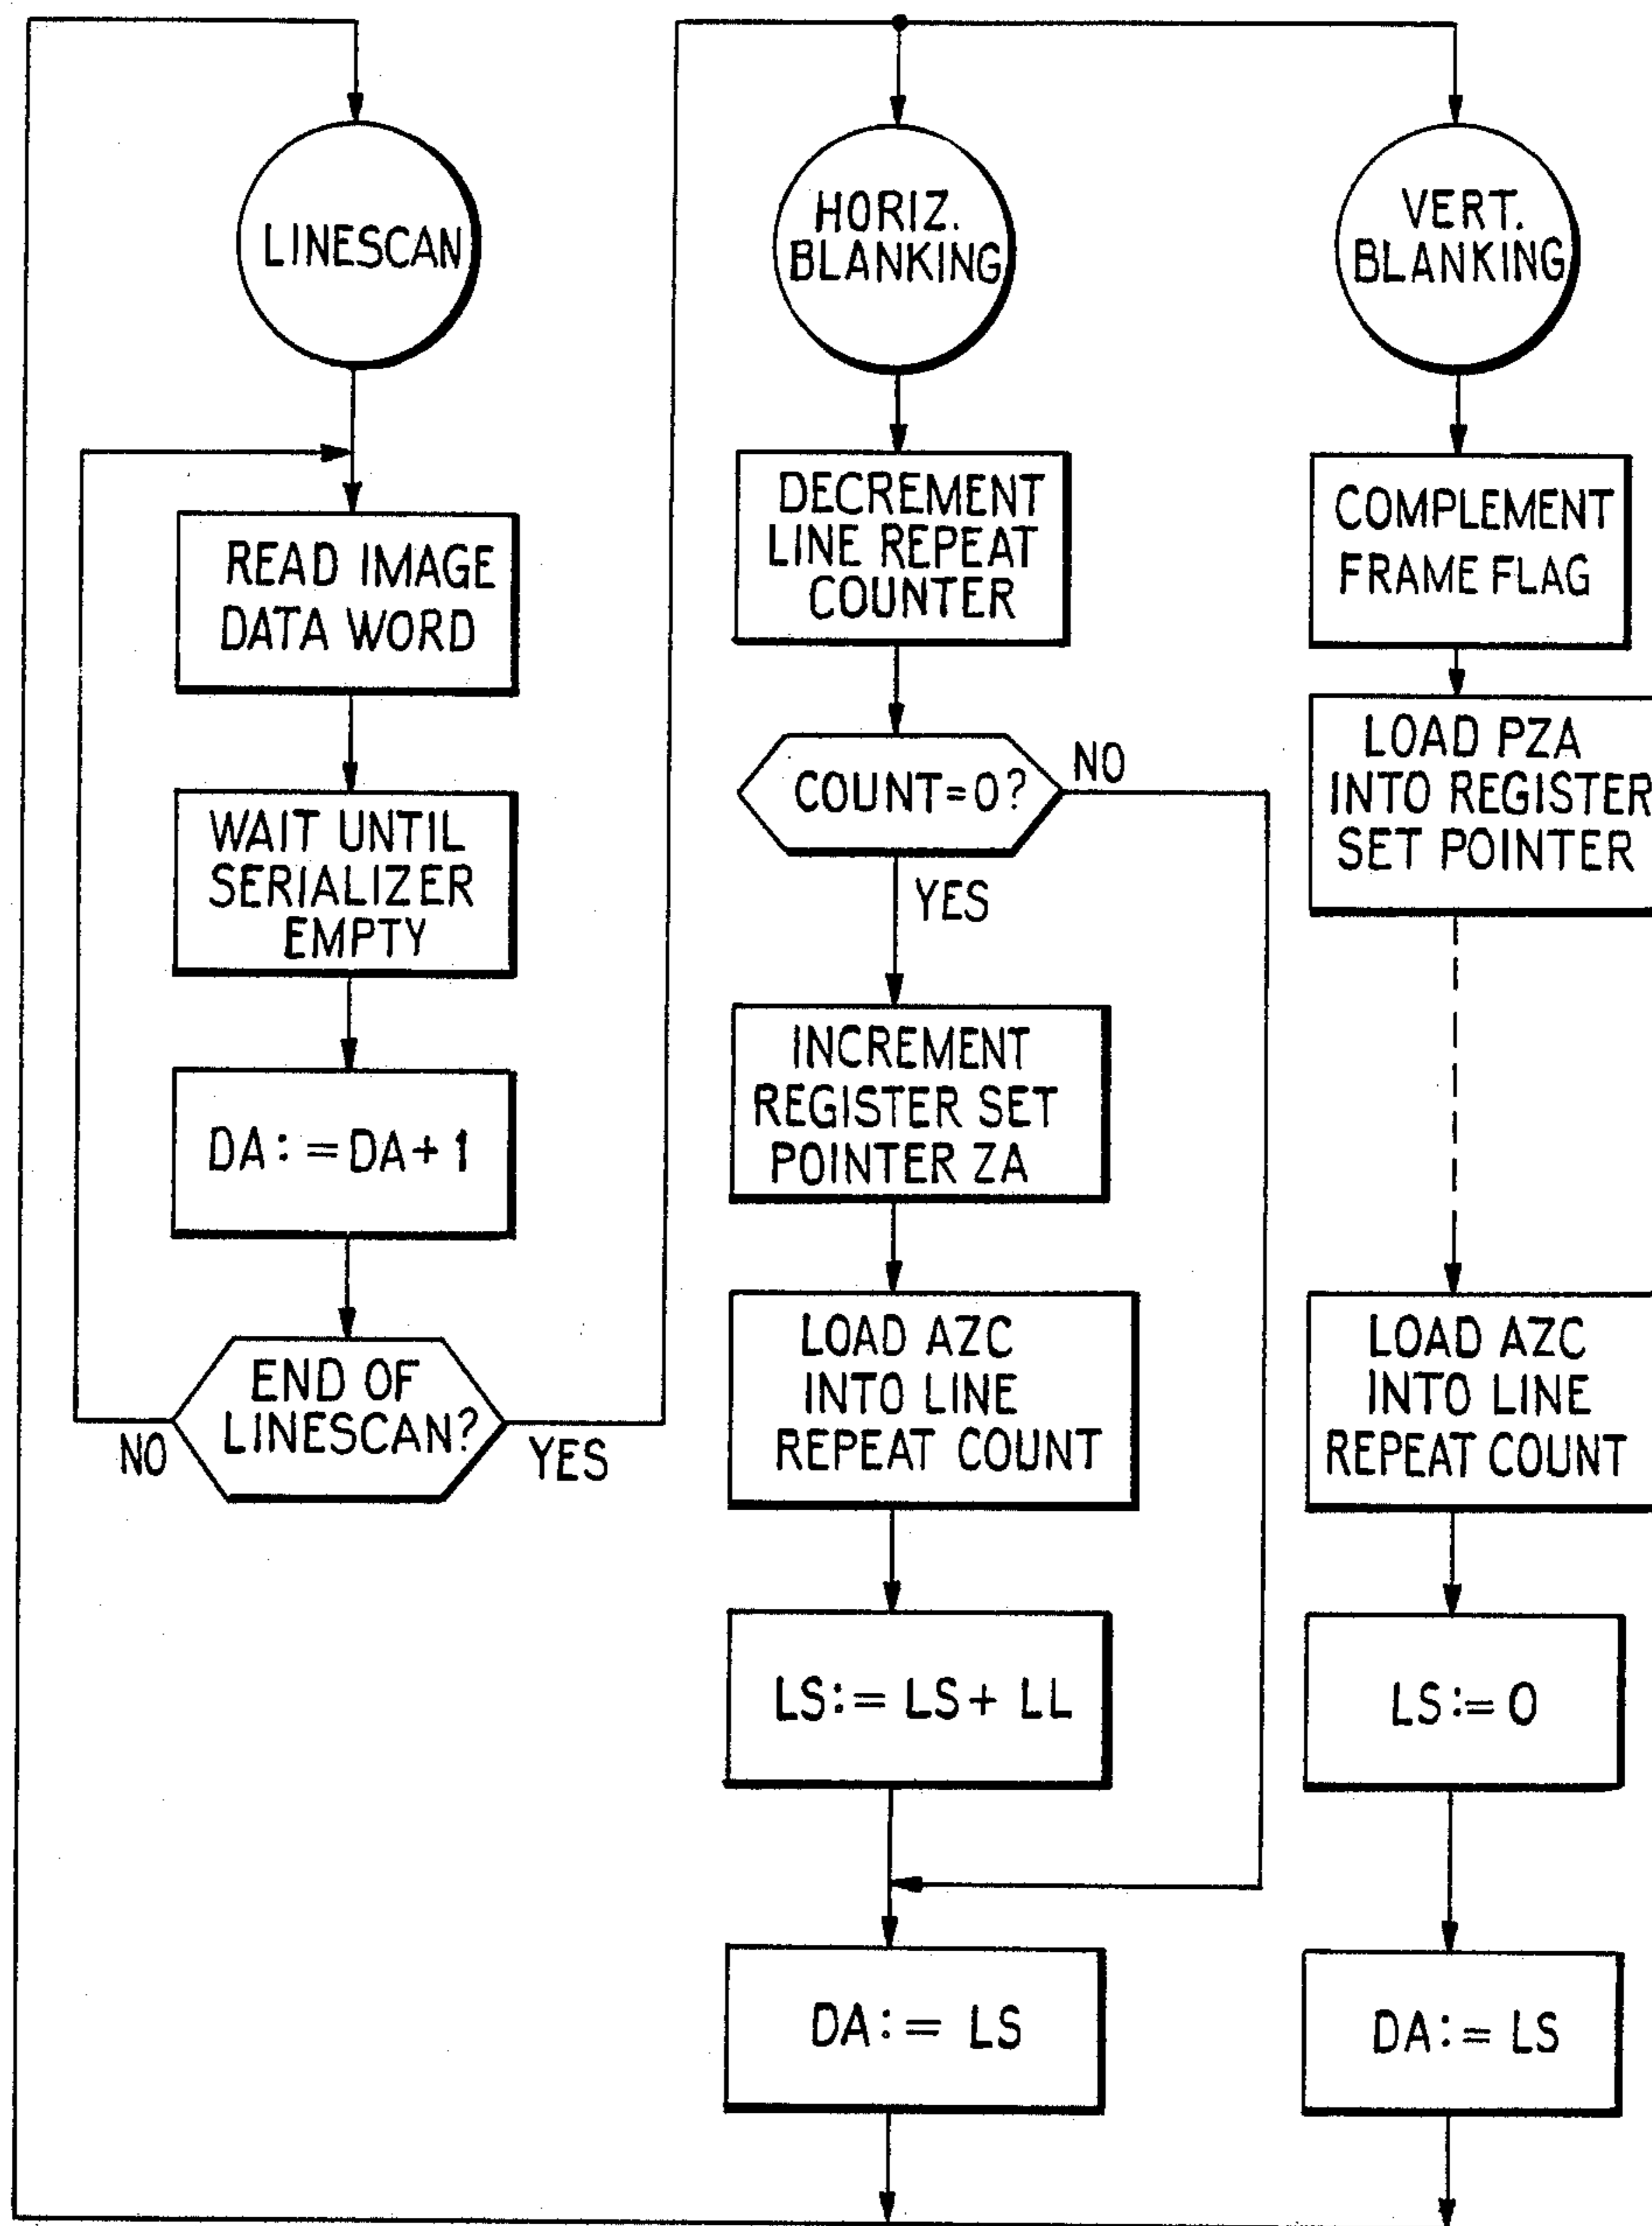 LINESCAN
READ IMAGE
DATA WORD
WAIT UNTIL
SERIALIZER
EMPTY
DA:=DA+1
END OF
LINESCAN?
NO
YES
HORIZ.
BLANKING
DECREMENT
LINE REPEAT
COUNTER
COUNT=0?
NO
YES
INCREMENT
REGISTER SET
POINTER ZA
LOAD AZC
INTO LINE
REPEAT COUNT
LS:= LS+ LL
DA:= LS
VERT.
BLANKING
COMPLEMENT
FRAME FLAG
LOAD PZA
INTO REGISTER
SET POINTER
LOAD AZC
INTO LINE
REPEAT COUNT
LS:=0
DA:= LS